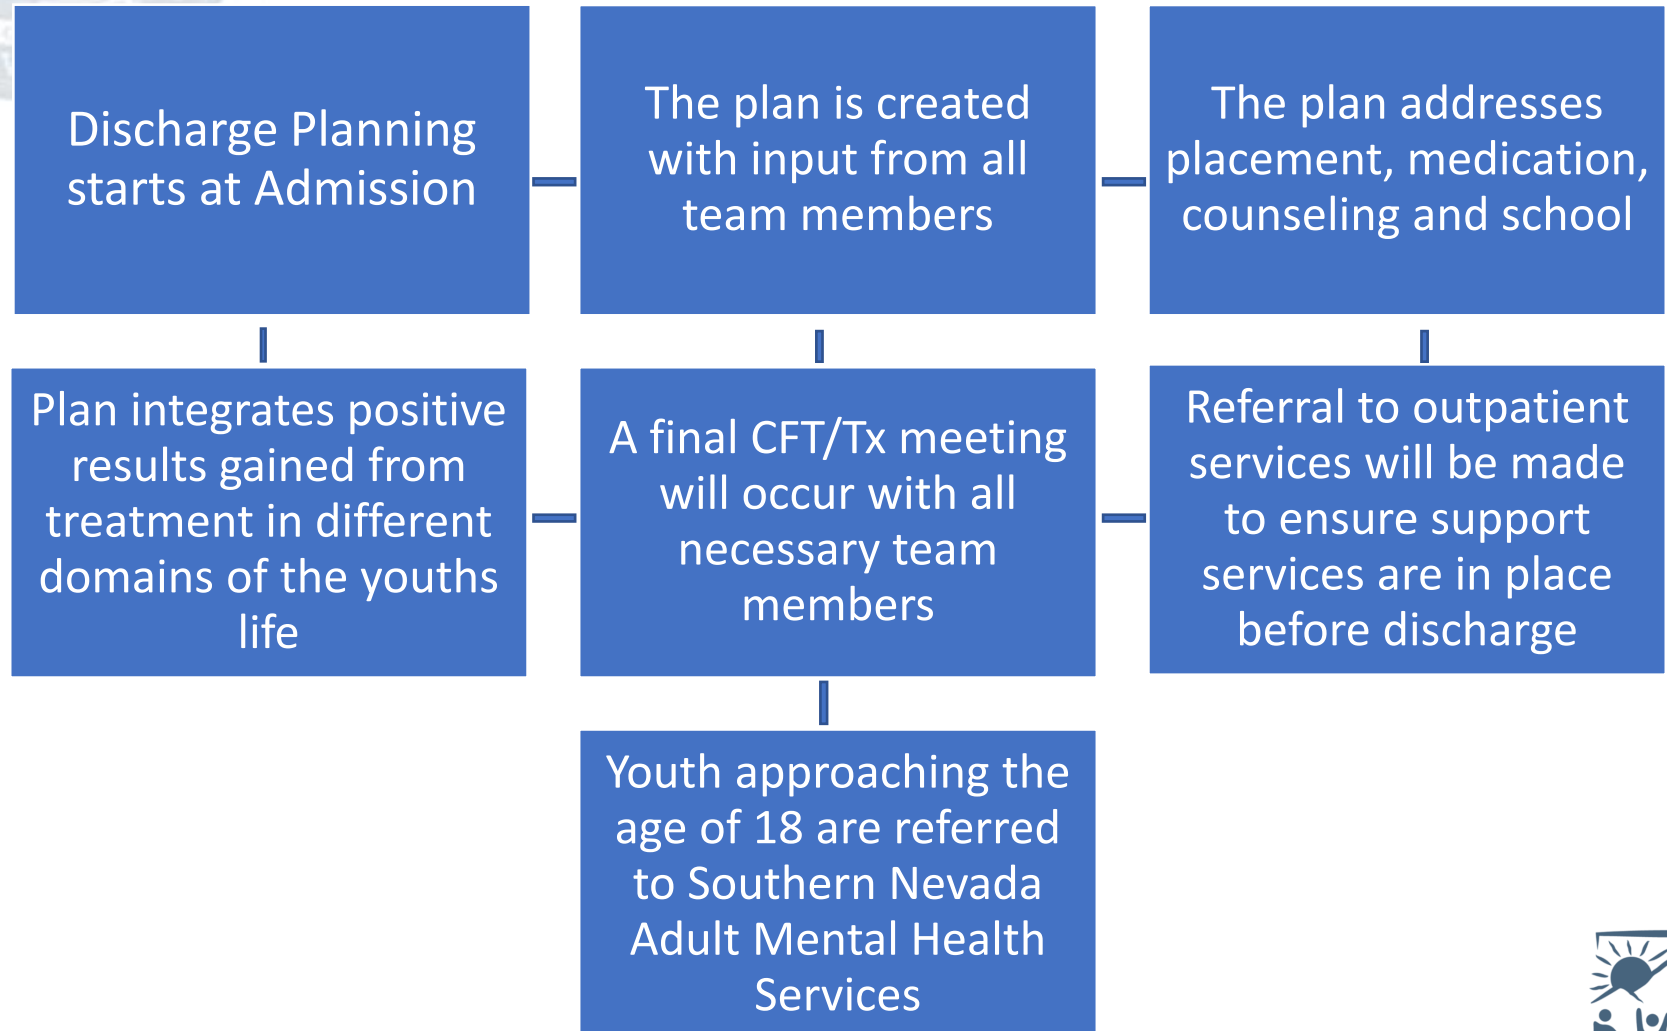 Discharge Planning
starts at Admission
The plan is created
with input from all
team members
The plan addresses
placement, medication,
counseling and school
Plan integrates positive
results gained from
treatment in different
domains of the youths
life
A final CFT/Tx meeting
will occur with all
necessary team
members
Referral to outpatient
services will be made
to ensure support
services are in place
before discharge
Youth approaching the
age of 18 are referred
to Southern Nevada
Adult Mental Health
Services